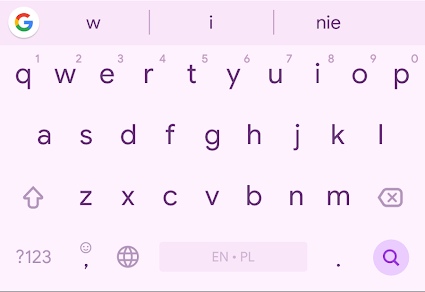 G w i nie
1 2 3 4 5 6 7 8 9 0
q w e r t y u i o p
a s d f g h j k l
z x c v b n m
?123 , EN • PL .